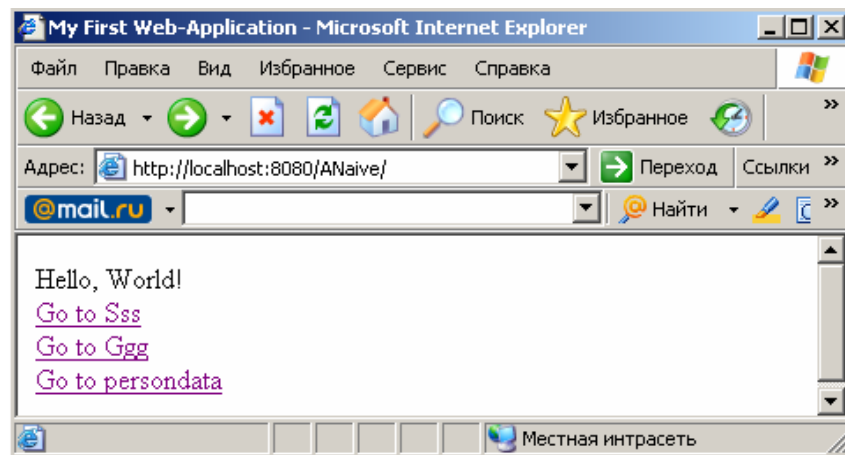 My First Web-Application - Microsoft Internet Explorer
Файл Правка Вид Избранное Сервис Справка
Назад Поиск Избранное »
Адрес: http://localhost:8080/ANaive/ Переход Ссылки »
@mail.ru Найти »
Hello, World!
Go to Sss
Go to Ggg
Go to persondata
Местная интрасеть